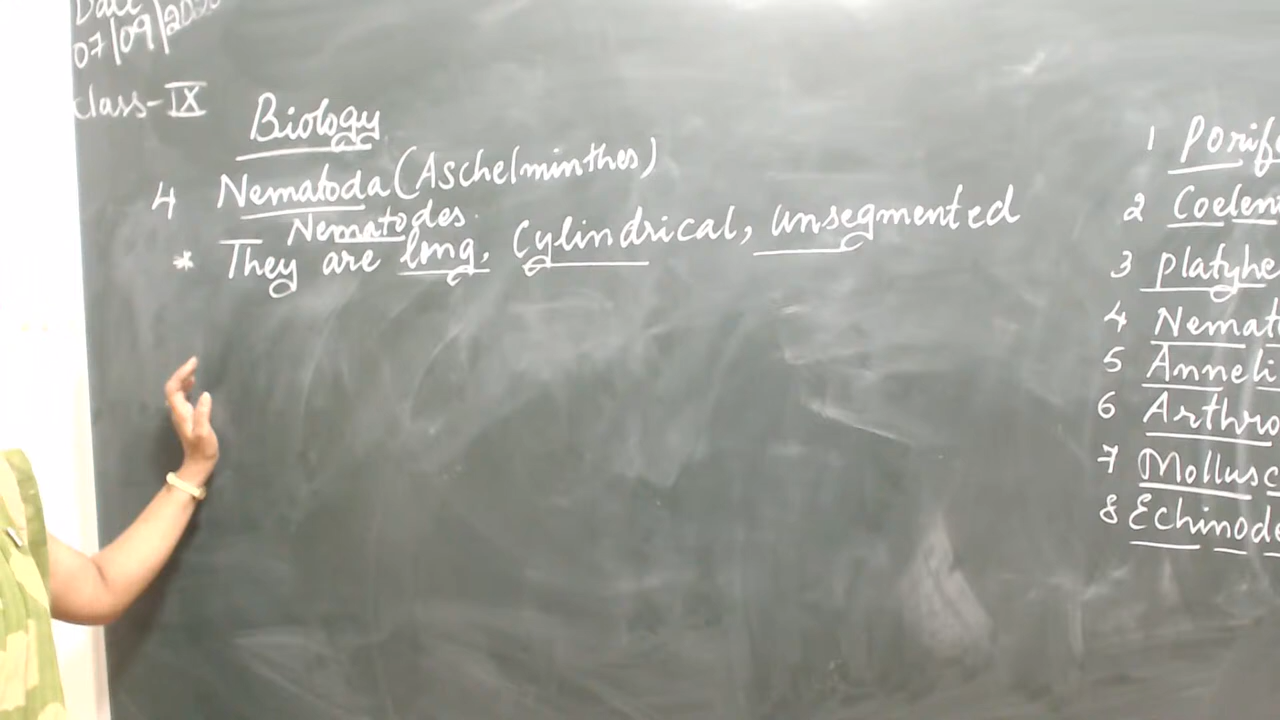 Date
07/09/20
Class-IX
Biology
4 Nematoda (Aschelminthes)
Nematodes.
* They are long, Cylindrical, unsegmented
1 Porif
2 Coelen
3 Platyhe
4 Nemat
5 Anneli
6 Arthro
7 Mollusc
8 Echinode